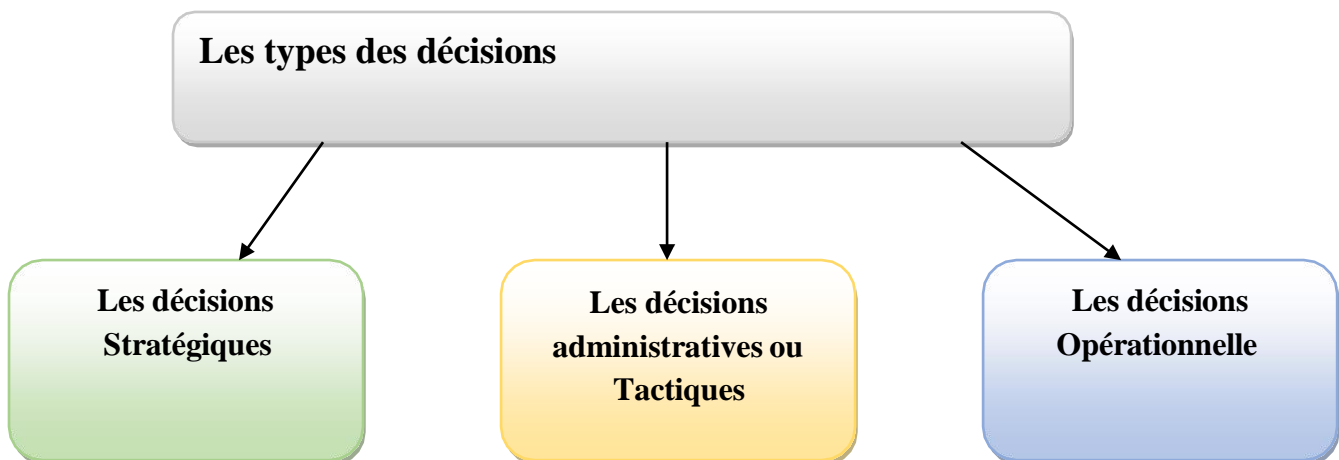 Les types des décisions
Les décisions
Stratégiques
Les décisions
administratives ou
Tactiques
Les décisions
Opérationnelle